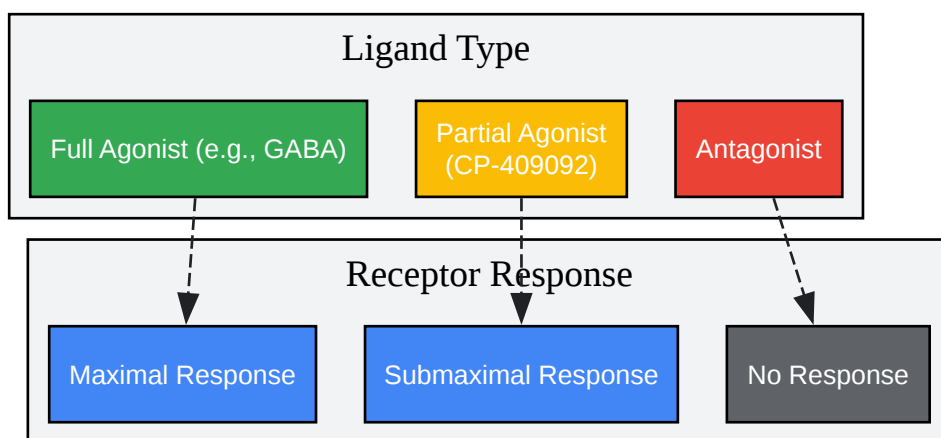 Ligand Type
Full Agonist (e.g., GABA)
Partial Agonist
(CP-409092)
Antagonist
Receptor Response
Maximal Response
Submaximal Response
No Response